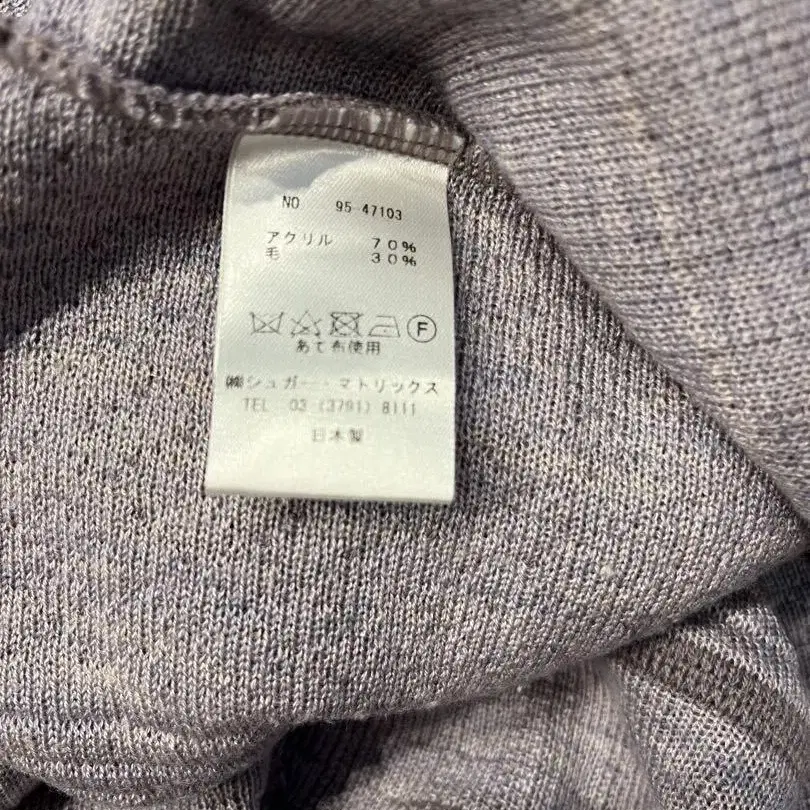 NO 95-47103
アクリル 70%
毛 30%
F
あて布使用
㈱シュガー・マトリックス
TEL 03 (3791) 8111
日本製